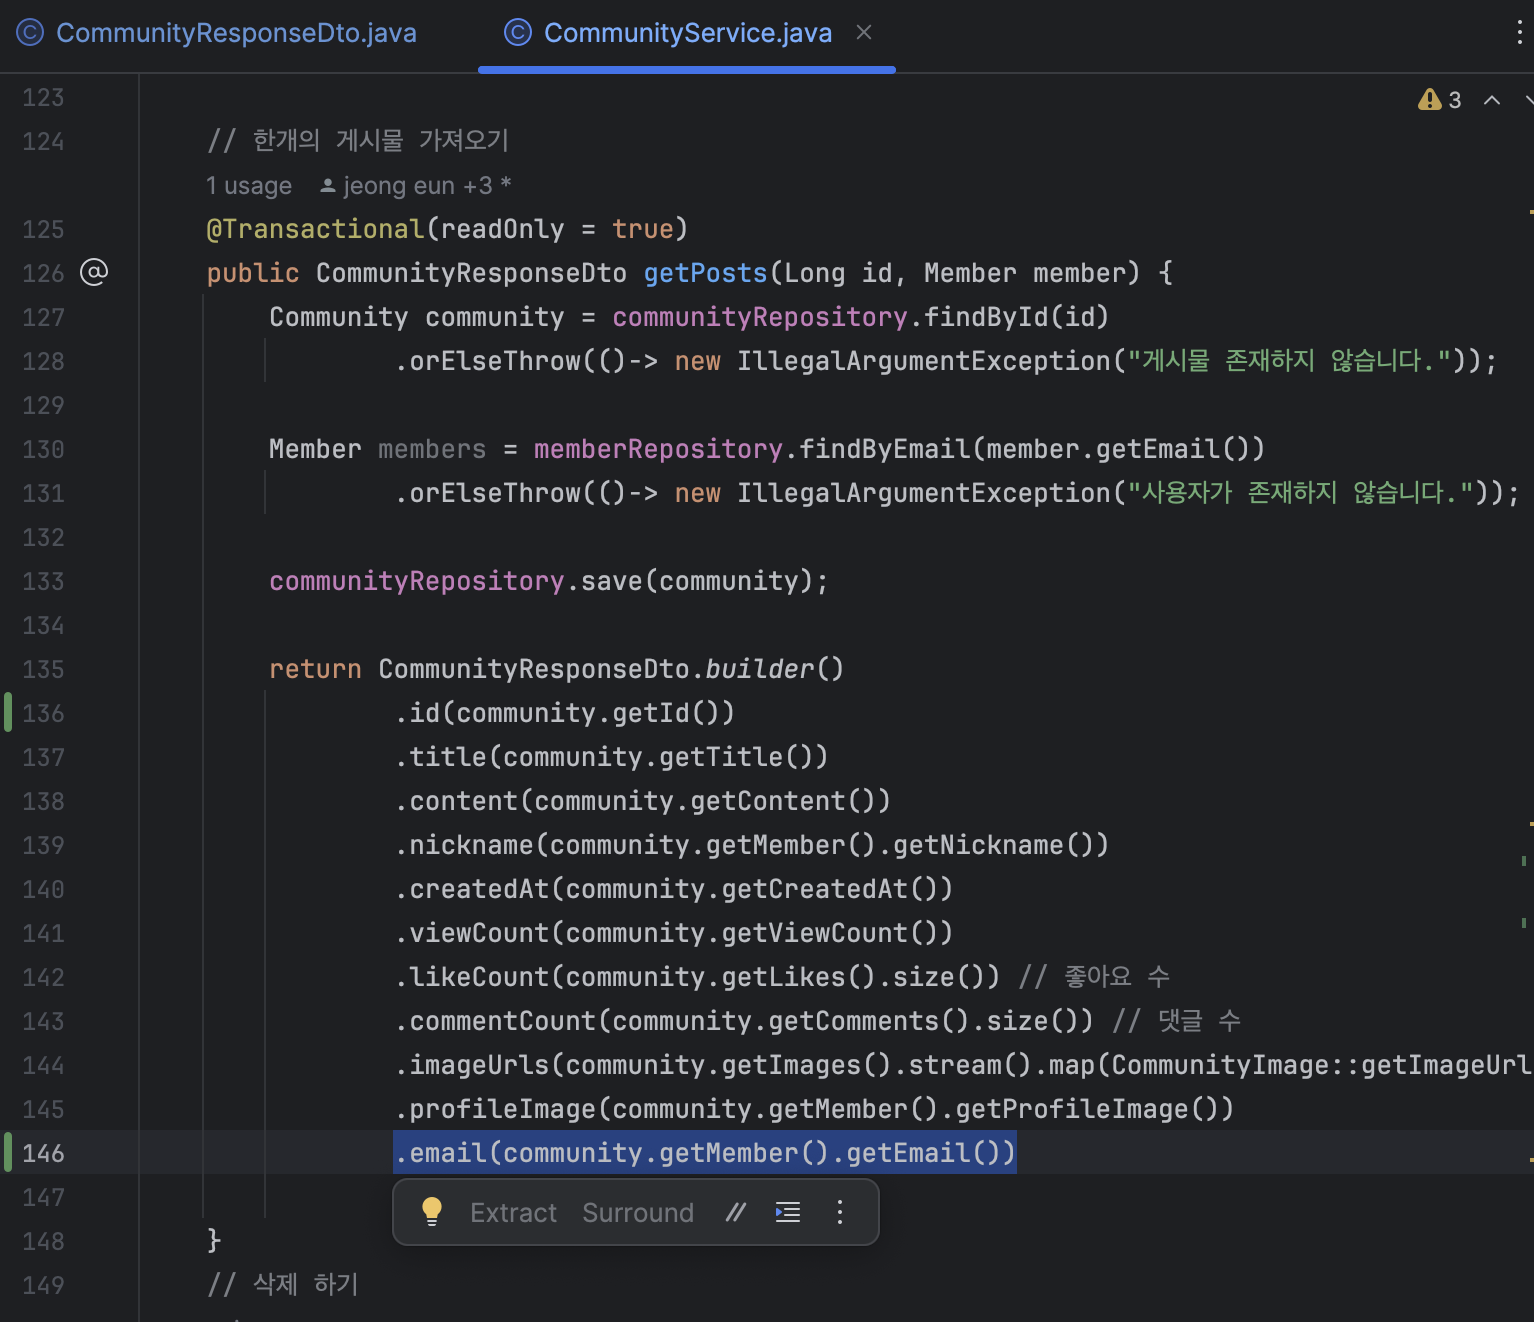 CommunityResponseDto.java
CommunityService.java
3
123
124 // 한개의 게시물 가져오기
1 usage jeong eun +3 *
125 @Transactional(readOnly = true)
126 public CommunityResponseDto getPosts(Long id, Member member) {
127 Community community = communityRepository.findById(id)
128 .orElseThrow(()-> new IllegalArgumentException("게시물 존재하지 않습니다."));
129
130 Member members = memberRepository.findByEmail(member.getEmail())
131 .orElseThrow(()-> new IllegalArgumentException("사용자가 존재하지 않습니다."));
132
133 communityRepository.save(community);
134
135 return CommunityResponseDto.builder()
136 .id(community.getId())
137 .title(community.getTitle())
138 .content(community.getContent())
139 .nickname(community.getMember().getNickname())
140 .createdAt(community.getCreatedAt())
141 .viewCount(community.getViewCount())
142 .likeCount(community.getLikes().size()) // 좋아요 수
143 .commentCount(community.getComments().size()) // 댓글 수
144 .imageUrls(community.getImages().stream().map(CommunityImage::getImageUrl
145 .profileImage(community.getMember().getProfileImage())
146 .email(community.getMember().getEmail())
147
Extract Surround //
148 }
149 // 삭제 하기